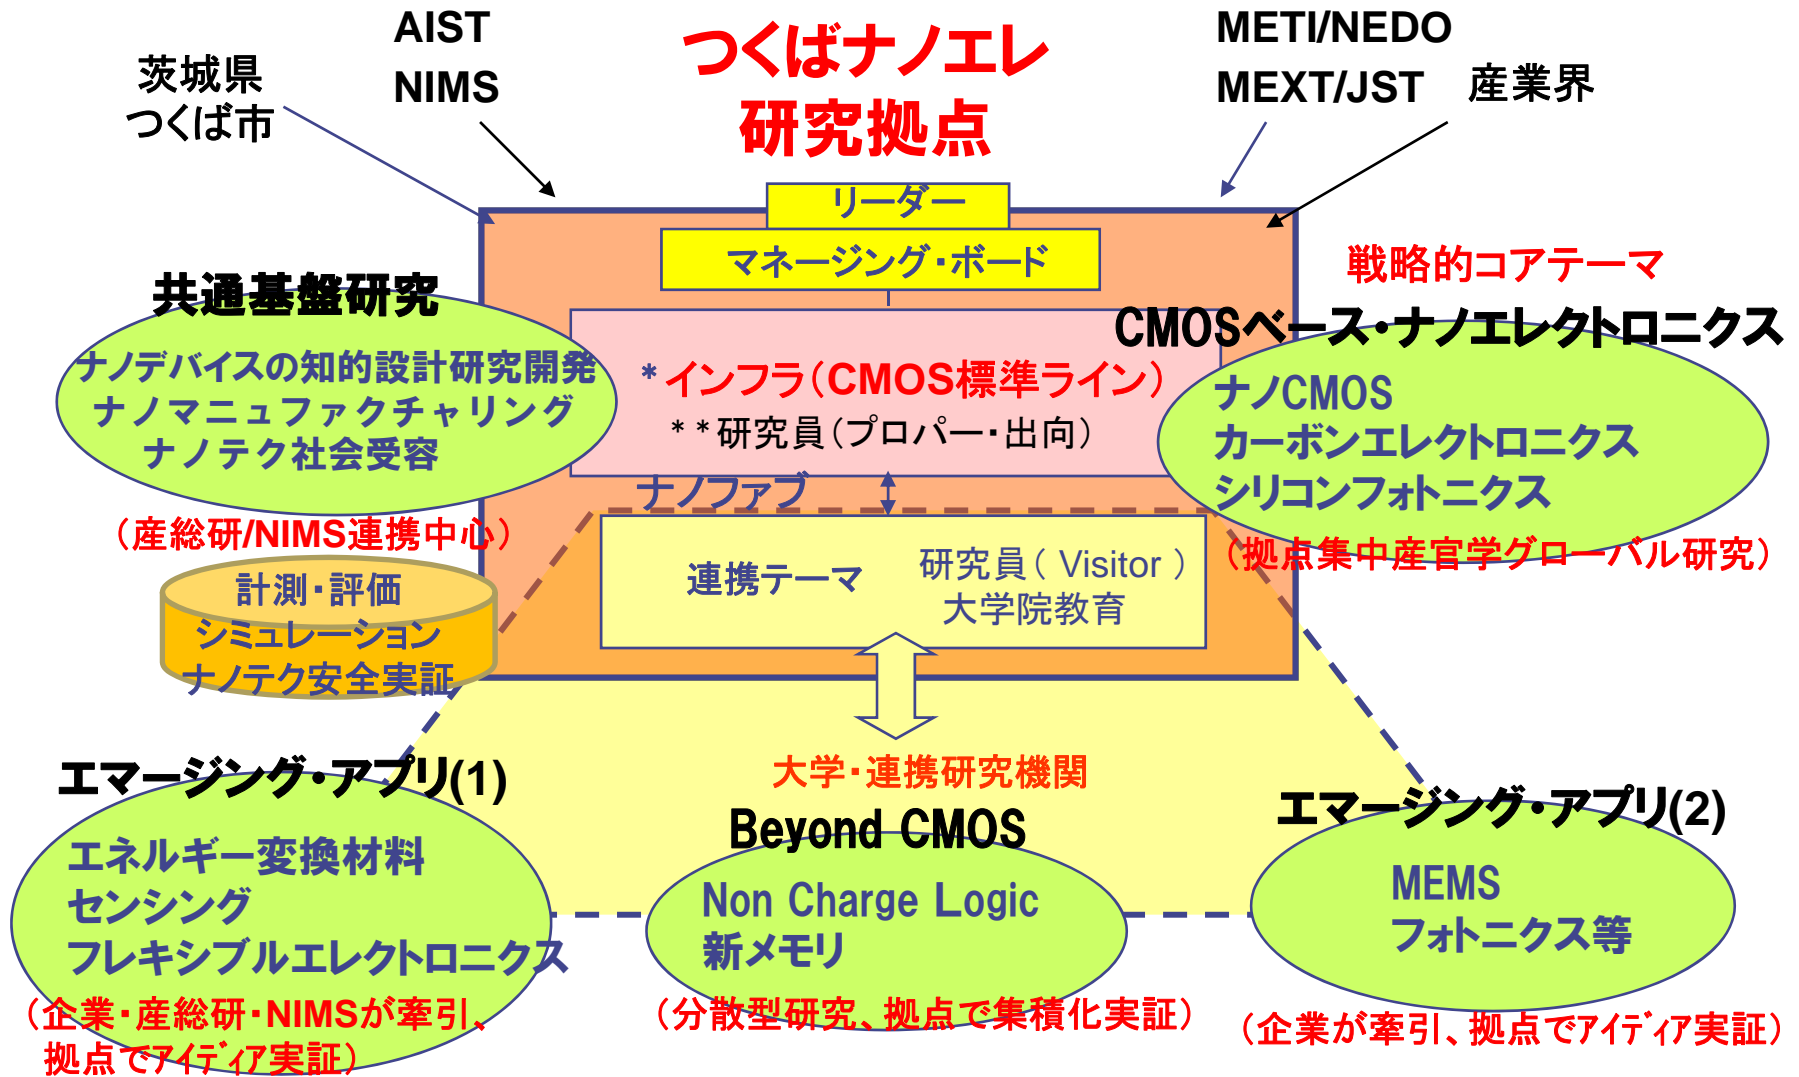 つくばナノエレ
研究拠点
AIST
NIMS
茨城県
つくば市
METI/NEDO
MEXT/JST
産業界
リーダー
マネージング・ボード
戦略的コアテーマ
共通基盤研究
ナノデバイスの知的設計研究開発
ナノマニュファクチャリング
ナノテク社会受容
（産総研/NIMS連携中心）
計測・評価
シミュレーション
ナノテク安全実証
*インフラ（CMOS標準ライン）
**研究員（プロパー・出向）
ナノファブ
連携テーマ
研究員（ Visitor ）
大学院教育
CMOSベース・ナノエレクトロニクス
ナノCMOS
カーボンエレクトロニクス
シリコンフォトニクス
（拠点集中産官学グローバル研究）
エマージング・アプリ(1)
エネルギー変換材料
センシング
フレキシブルエレクトロニクス
（企業・産総研・NIMSが牽引、
拠点でアイディア実証）
大学・連携研究機関
Beyond CMOS
Non Charge Logic
新メモリ
（分散型研究、拠点で集積化実証）
エマージング・アプリ(2)
MEMS
フォトニクス等
（企業が牽引、拠点でアイディア実証）